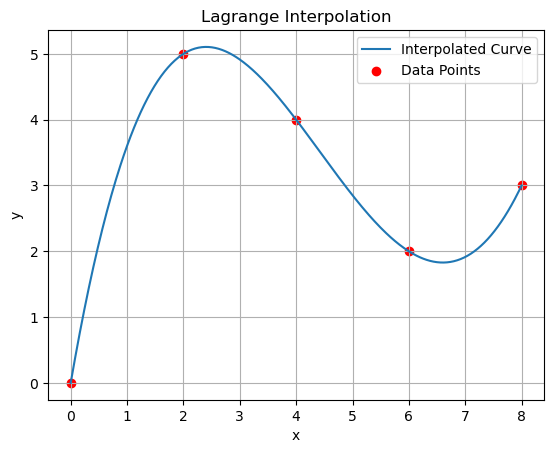 Lagrange Interpolation
Interpolated Curve
Data Points
5
4
3
2
1
0
y
0 1 2 3 4 5 6 7 8
x